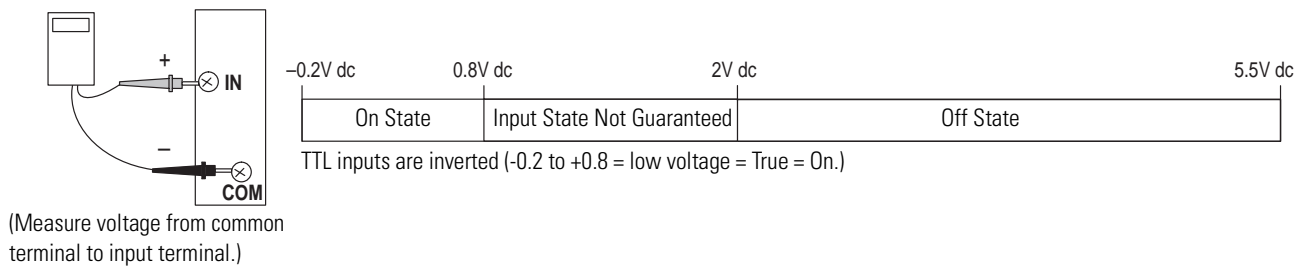 +
IN
–
COM
(Measure voltage from common
terminal to input terminal.)
–0.2V dc 0.8V dc 2V dc 5.5V dc
On State Input State Not Guaranteed Off State
TTL inputs are inverted (-0.2 to +0.8 = low voltage = True = On.)